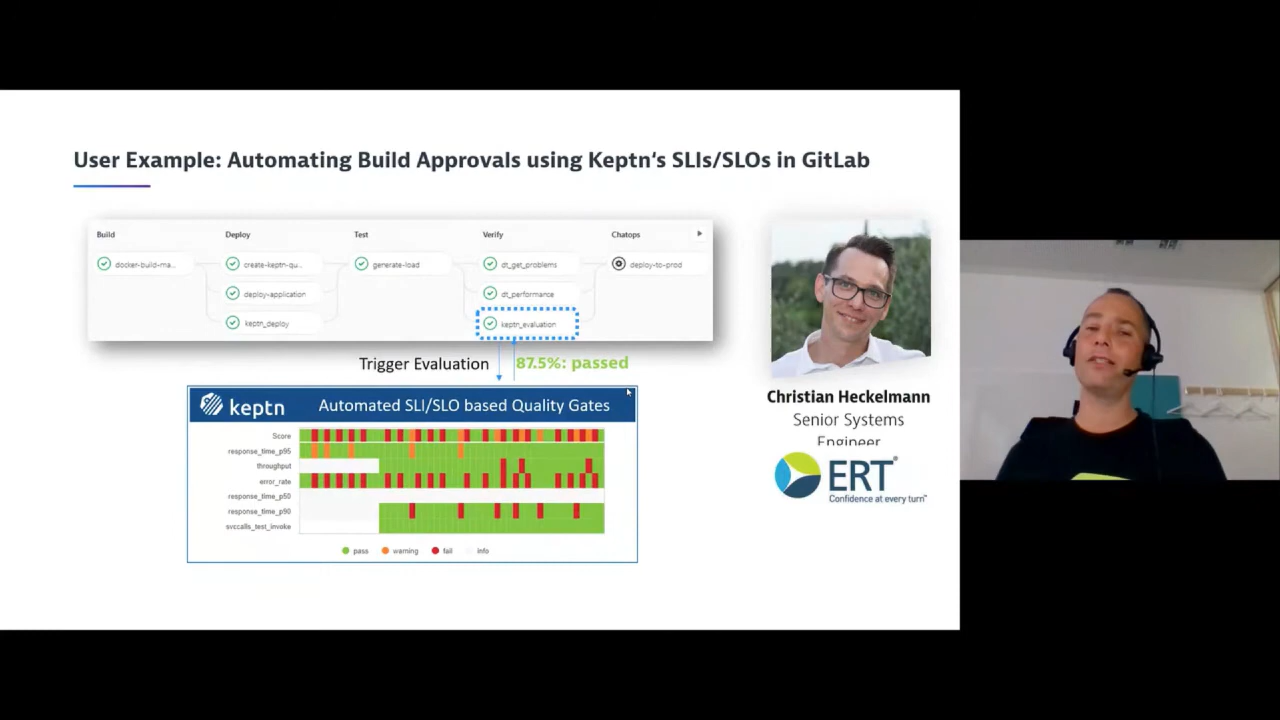 User Example: Automating Build Approvals using Keptn's SLIs/SLOs in GitLab
Build
Deploy
Test
Verify
Chatops
docker-build-ma...
create-keptn-qu...
generate-load
dt_get_problems
deploy-to-prod
deploy-application
dt_performance
keptn_deploy
keptn_evaluation
Trigger Evaluation
87.5%: passed
keptn
Automated SLI/SLO based Quality Gates
Score
response_time_p95
throughput
error_rate
response_time_p50
response_time_p90
svccalls_test_invoke
pass
warning
fail
info
Christian Heckelmann
Senior Systems
Engineer
ERT
Confidence at every turn